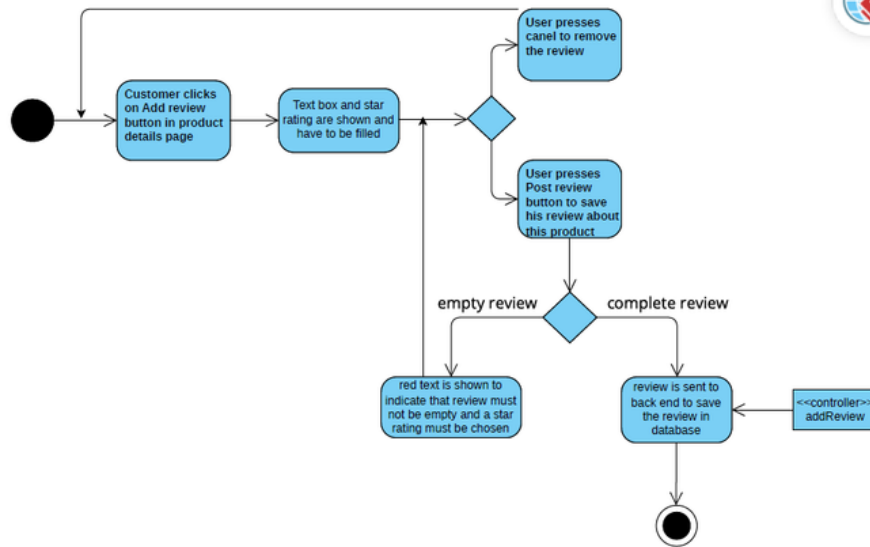 User presses
canel to remove
the review
Customer clicks
on Add review
button in product
details page
Text box and star
rating are shown and
have to be filled
User presses
Post review
button to save
his review about
this product
empty review
complete review
red text is shown to
indicate that review must
not be empty and a star
rating must be chosen
review is sent to
back end to save
the review in
database
<<controller>>
addReview